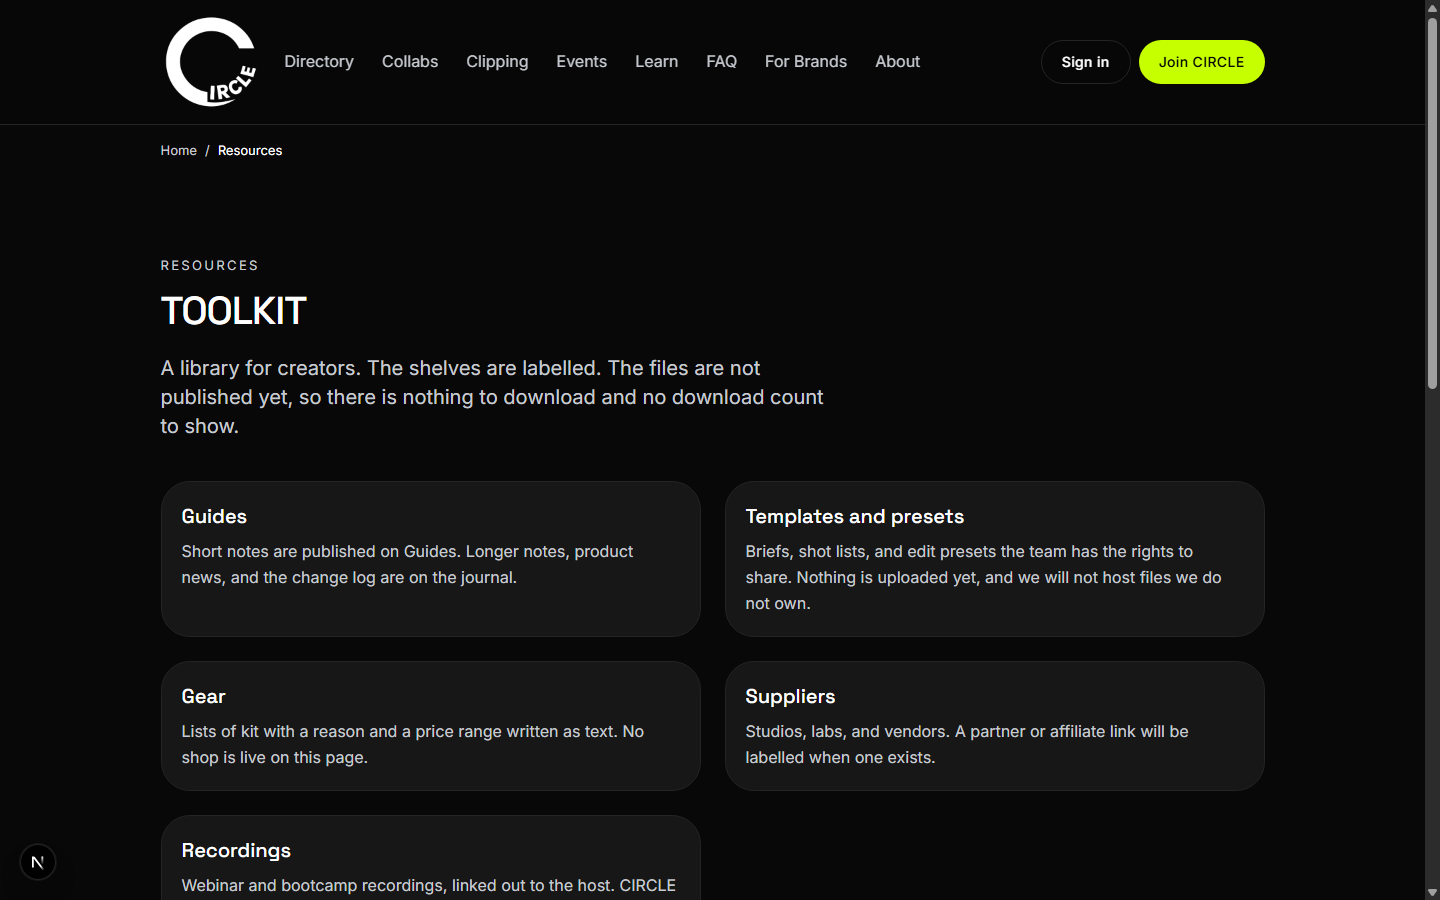 CIRCLE
Directory
Collabs
Clipping
Events
Learn
FAQ
For Brands
About
Sign in
Join CIRCLE
Home / Resources
RESOURCES
TOOLKIT
A library for creators. The shelves are labelled. The files are not
published yet, so there is nothing to download and no download count
to show.
Guides
Short notes are published on Guides. Longer notes, product
news, and the change log are on the journal.
Templates and presets
Briefs, shot lists, and edit presets the team has the rights to
share. Nothing is uploaded yet, and we will not host files we do
not own.
Gear
Lists of kit with a reason and a price range written as text. No
shop is live on this page.
Suppliers
Studios, labs, and vendors. A partner or affiliate link will be
labelled when one exists.
Recordings
Webinar and bootcamp recordings, linked out to the host. CIRCLE
N